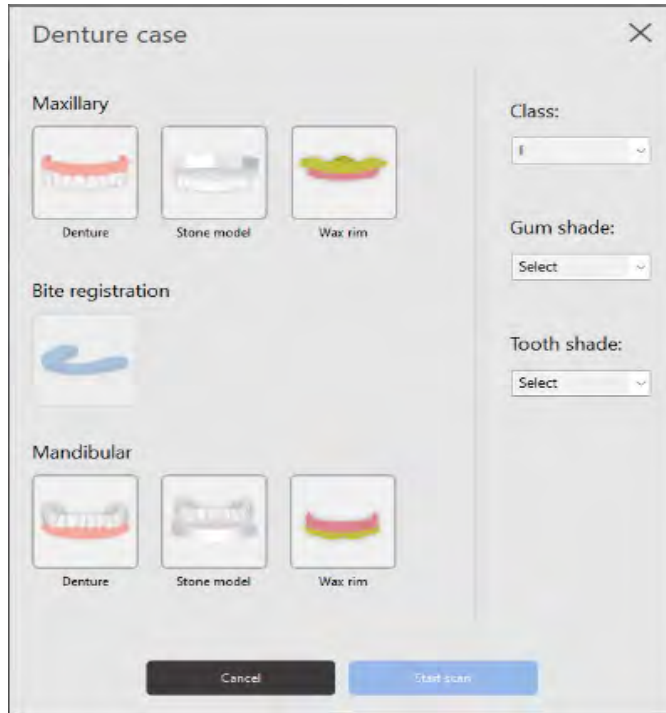 Denture case
Maxillary
Denture
Stone model
Wax rim
Bite registration
Mandibular
Denture
Stone model
Wax rim
Class:
I
Gum shade:
Select
Tooth shade:
Select
Cancel
Start scan